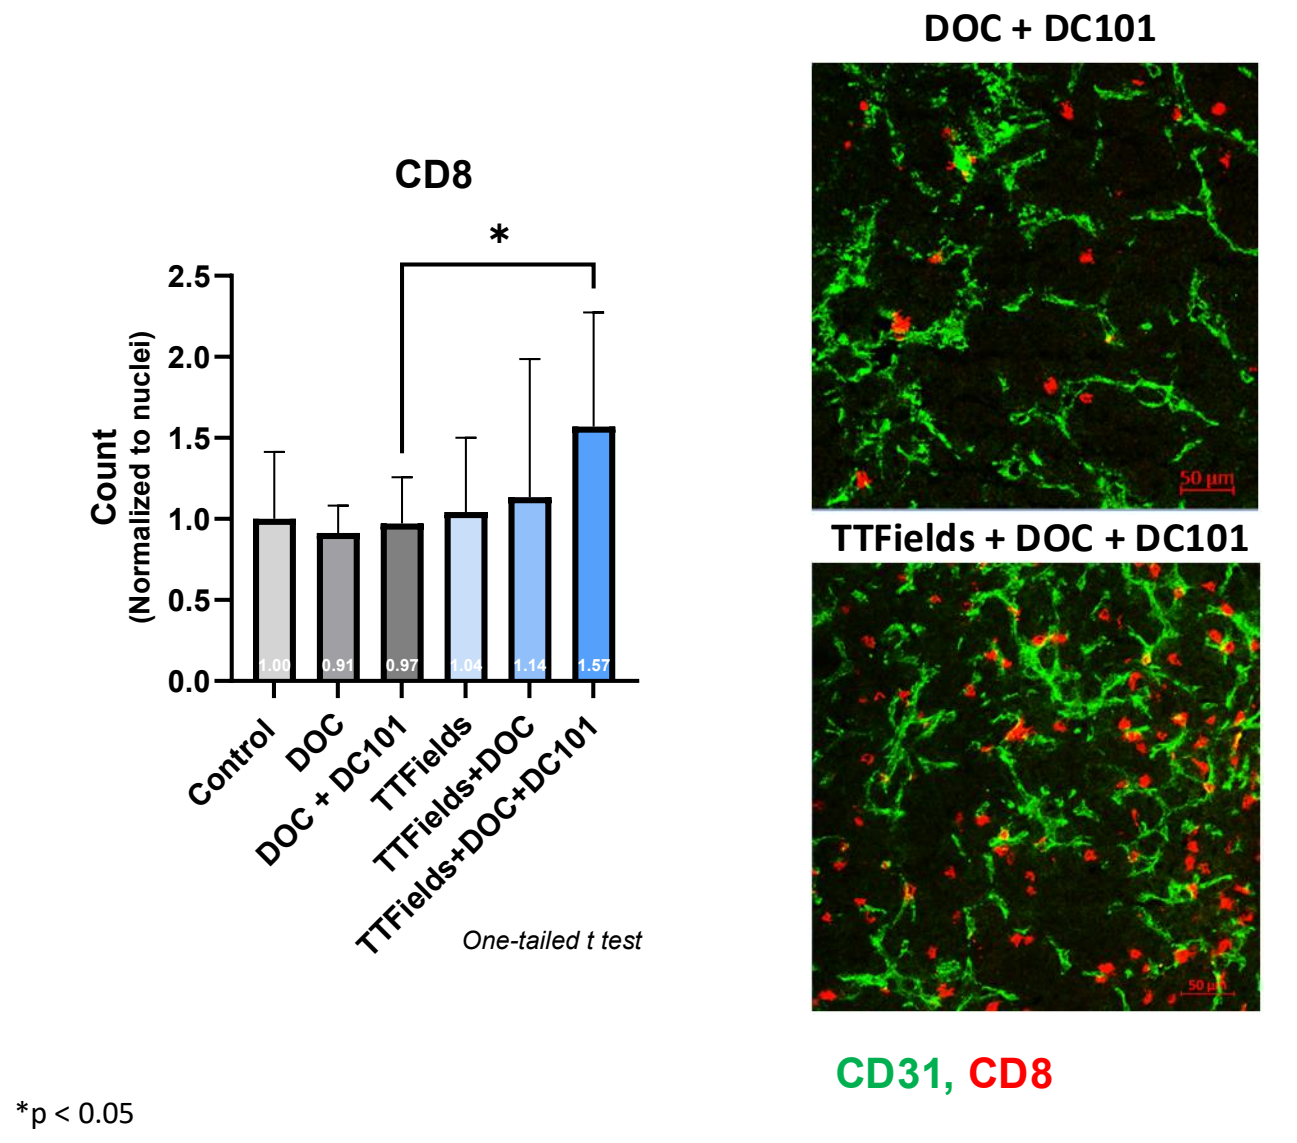 DOC + DC101
CD8
*
2.5
2.0
1.5
1.0
0.5
0.0
Count
(Normalized to nuclei)
1.00
0.91
0.97
1.04
1.14
1.57
Control
DOC
DOC + DC101
TTFields
TTFields+DOC
TTFields+DOC+DC101
One-tailed t test
50 µm
TTFields + DOC + DC101
50 µm
CD31, CD8
*p < 0.05